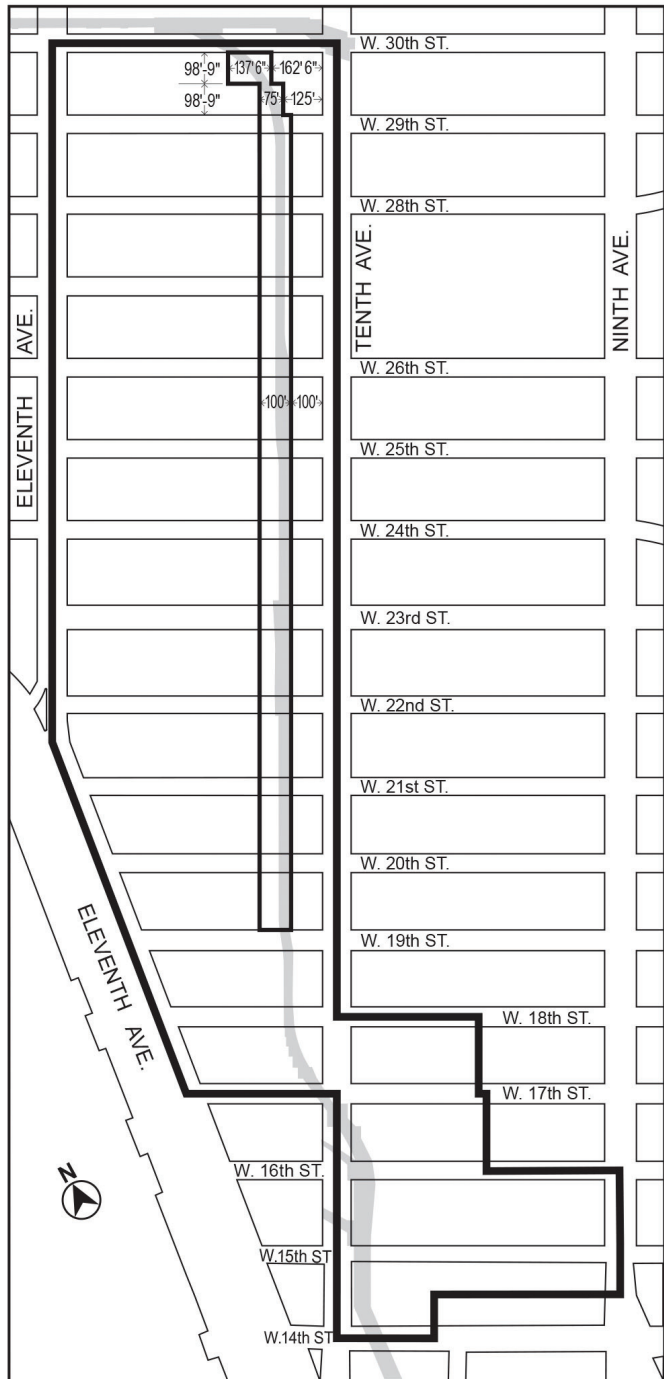 W. 30th ST.
98'-9"
137'6"
162'6"
98'-9"
75'
125'
W. 29th ST.
W. 28th ST.
TENTH AVE.
NINTH AVE.
ELEVENTH AVE.
W. 26th ST.
100'
100'
W. 25th ST.
W. 24th ST.
W. 23rd ST.
W. 22nd ST.
W. 21st ST.
W. 20th ST.
W. 19th ST.
ELEVENTH AVE.
W. 18th ST.
W. 17th ST.
W. 16th ST.
N
W.15th ST
W.14th ST